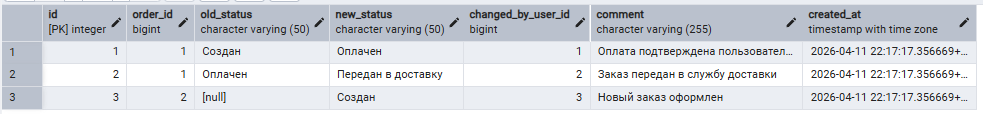 id order_id old_status new_status changed_by_user_id comment created_at
[PK] integer bigint character varying (50) character varying (50) bigint character varying (255) timestamp with time zone
1 1 1 Создан Оплачен 1 Оплата подтверждена пользовател... 2026-04-11 22:17:17.356669+...
2 2 1 Оплачен Передан в доставку 2 Заказ передан в службу доставки 2026-04-11 22:17:17.356669+...
3 3 2 [null] Создан 3 Новый заказ оформлен 2026-04-11 22:17:17.356669+...